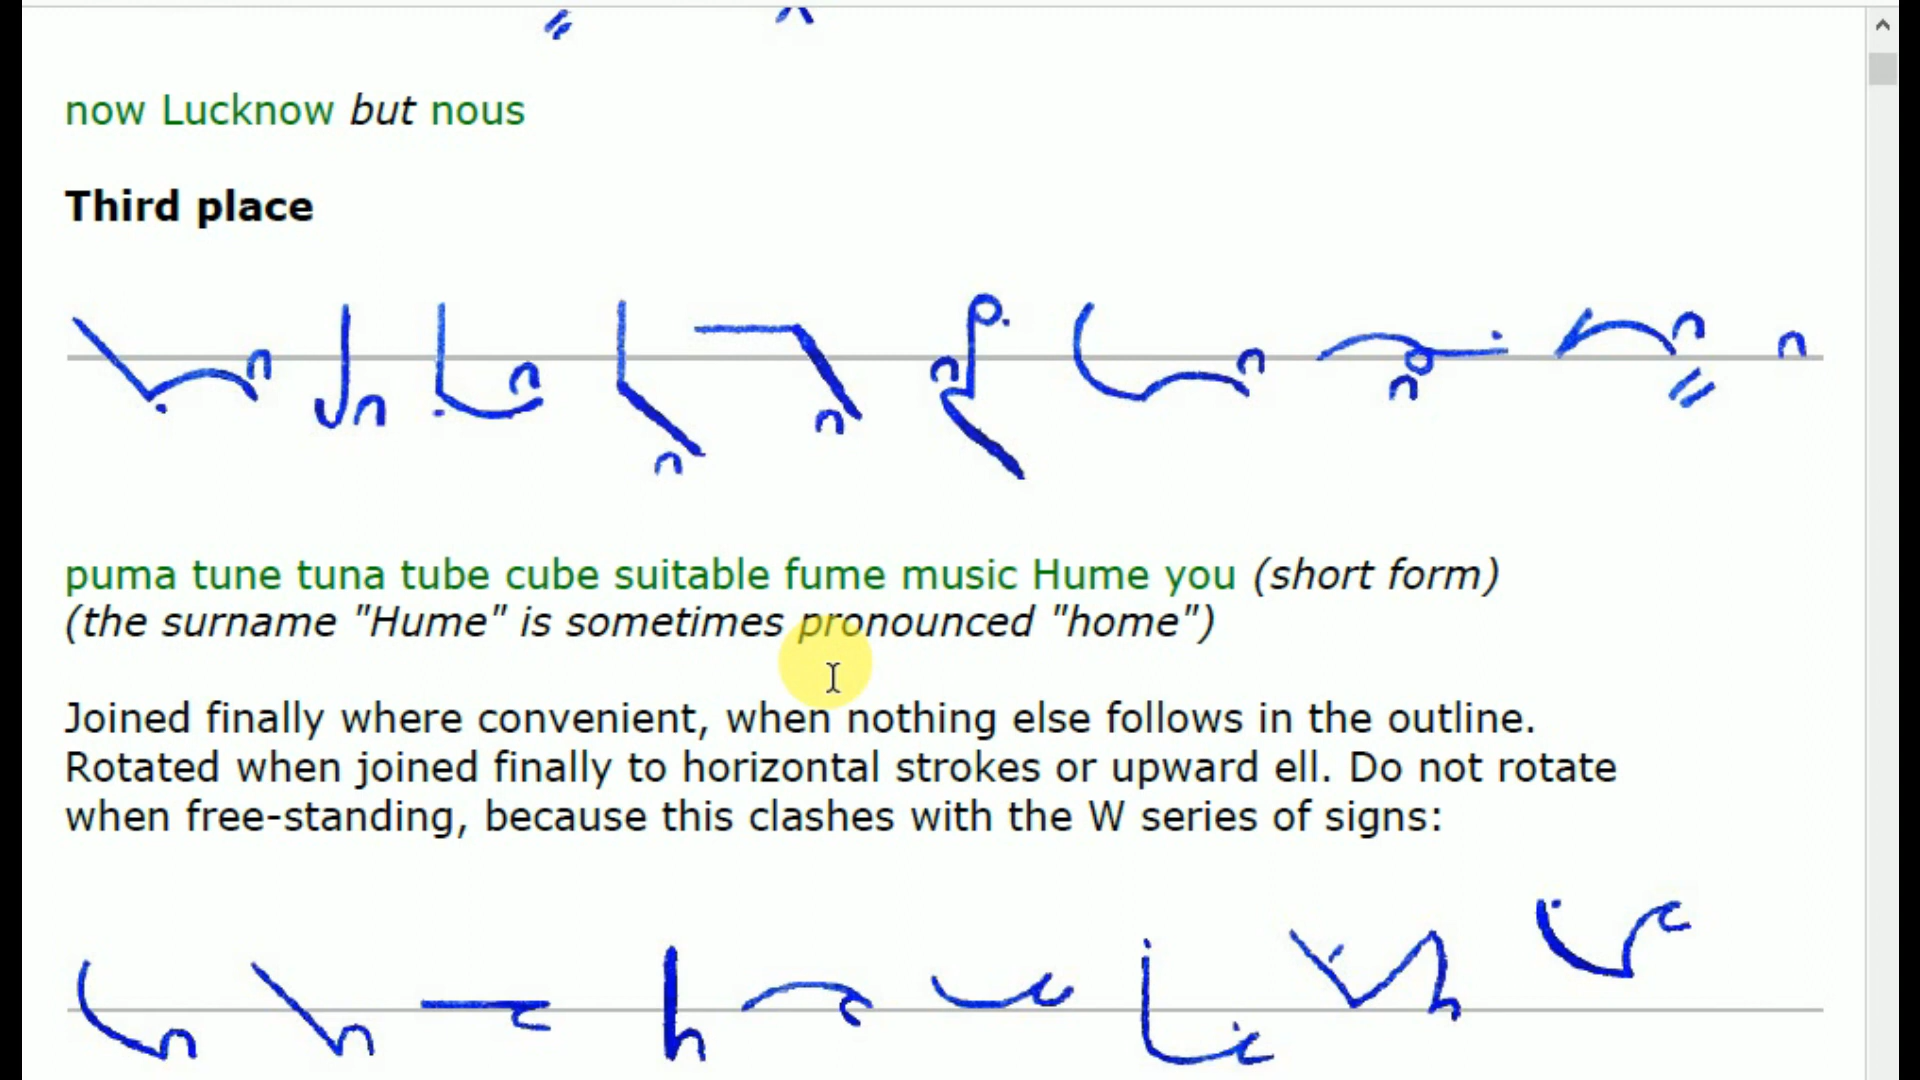 now Lucknow but nous
Third place
puma tune tuna tube cube suitable fume music Hume you (short form)
(the surname "Hume" is sometimes pronounced "home")
Joined finally where convenient, when nothing else follows in the outline.
Rotated when joined finally to horizontal strokes or upward ell. Do not rotate
when free-standing, because this clashes with the W series of signs: